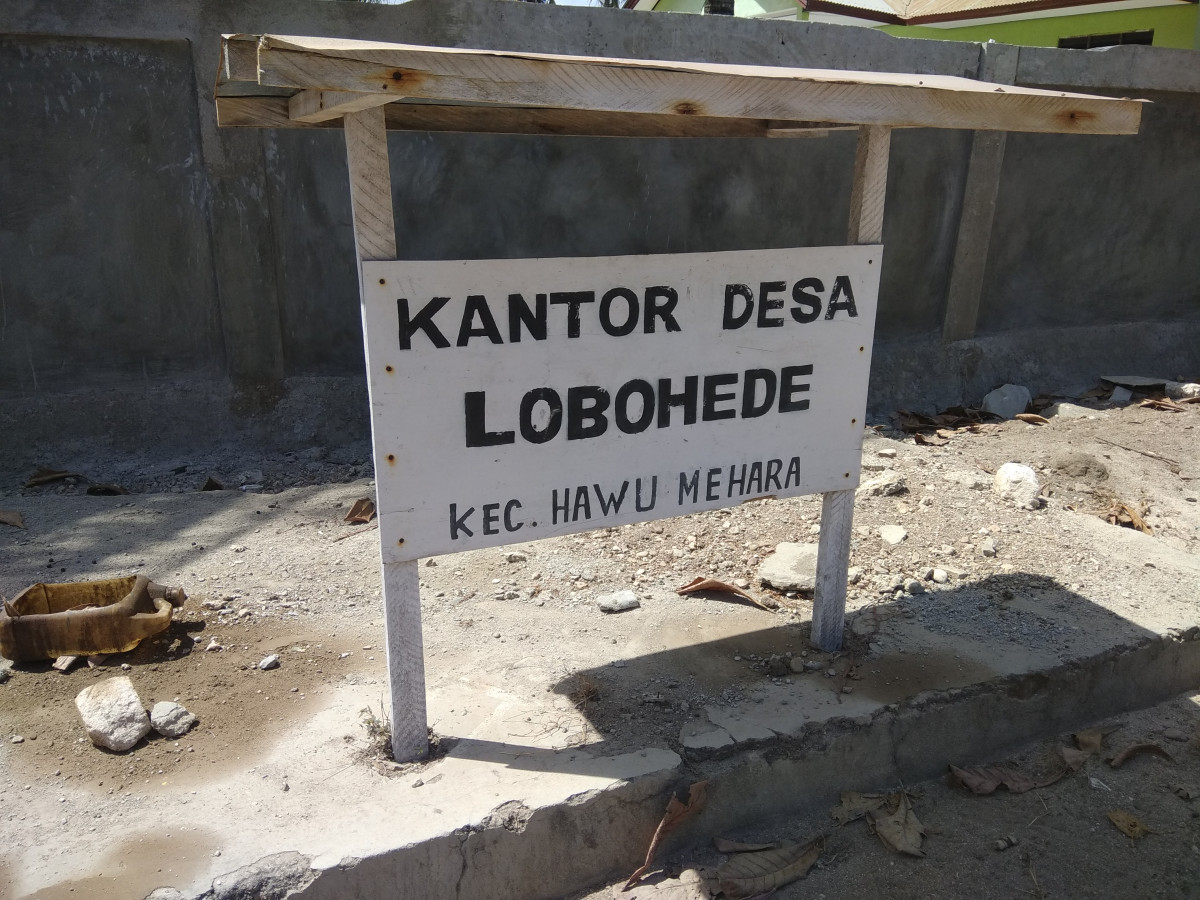 KANTOR DESA
LOBOHEDE
KEC. HAWU MEHARA